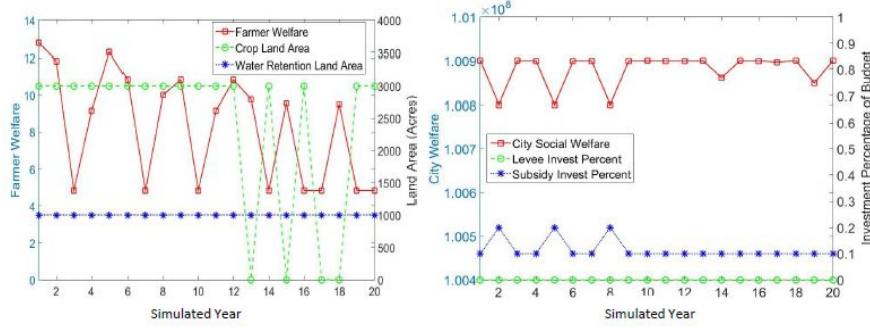 14
12
10
8
6
4
2
0
Farmer Welfare
Farmer Welfare
Crop Land Area
Water Retention Land Area
4000
3500
3000
2500
2000
1500
1000
500
0
Land Area (Acres)
2 4 6 8 10 12 14 16 18 20
Simulated Year
1.01 ×10⁸
1.009
1.008
1.007
1.006
1.005
1.004
City Welfare
City Social Welfare
Levee Invest Percent
Subsidy Invest Percent
1
0.9
0.8
0.7
0.6
0.5
0.4
0.3
0.2
0.1
0
Investment Percentage of Budget
2 4 6 8 10 12 14 16 18 20
Simulated Year